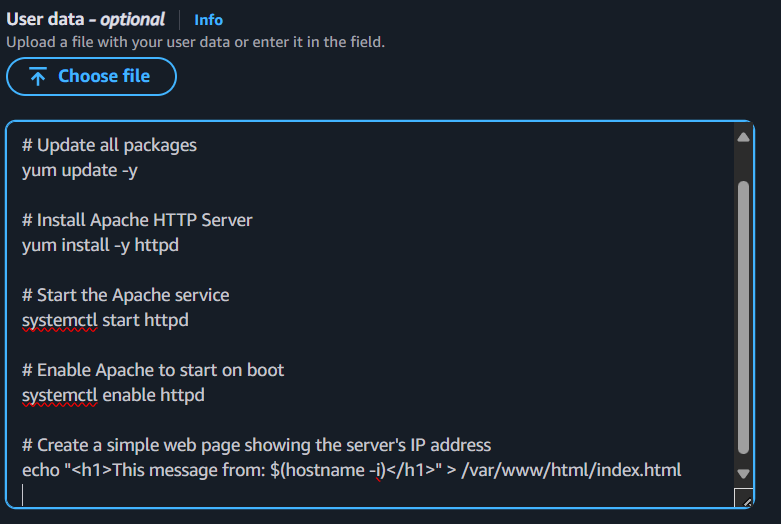 User data - optional
Info
Upload a file with your user data or enter it in the field.
Choose file
# Update all packages
yum update -y
# Install Apache HTTP Server
yum install -y httpd
# Start the Apache service
systemctl start httpd
# Enable Apache to start on boot
systemctl enable httpd
# Create a simple web page showing the server's IP address
echo "<h1>This message from: $(hostname -i)</h1>" > /var/www/html/index.html